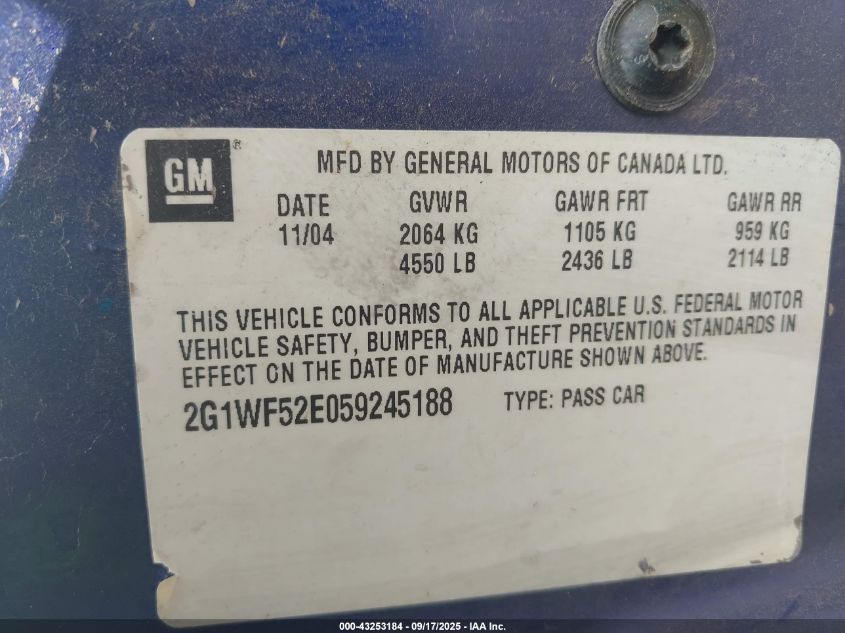 GM®
MFD BY GENERAL MOTORS OF CANADA LTD.
DATE GVWR GAWR FRT GAWR RR
11/04 2064 KG 1105 KG 959 KG
4550 LB 2436 LB 2114 LB
THIS VEHICLE CONFORMS TO ALL APPLICABLE U.S. FEDERAL MOTOR
VEHICLE SAFETY, BUMPER, AND THEFT PREVENTION STANDARDS IN
EFFECT ON THE DATE OF MANUFACTURE SHOWN ABOVE.
2G1WF52E059245188 TYPE: PASS CAR
000-43253184 - 09/17/2025 - IAA Inc.